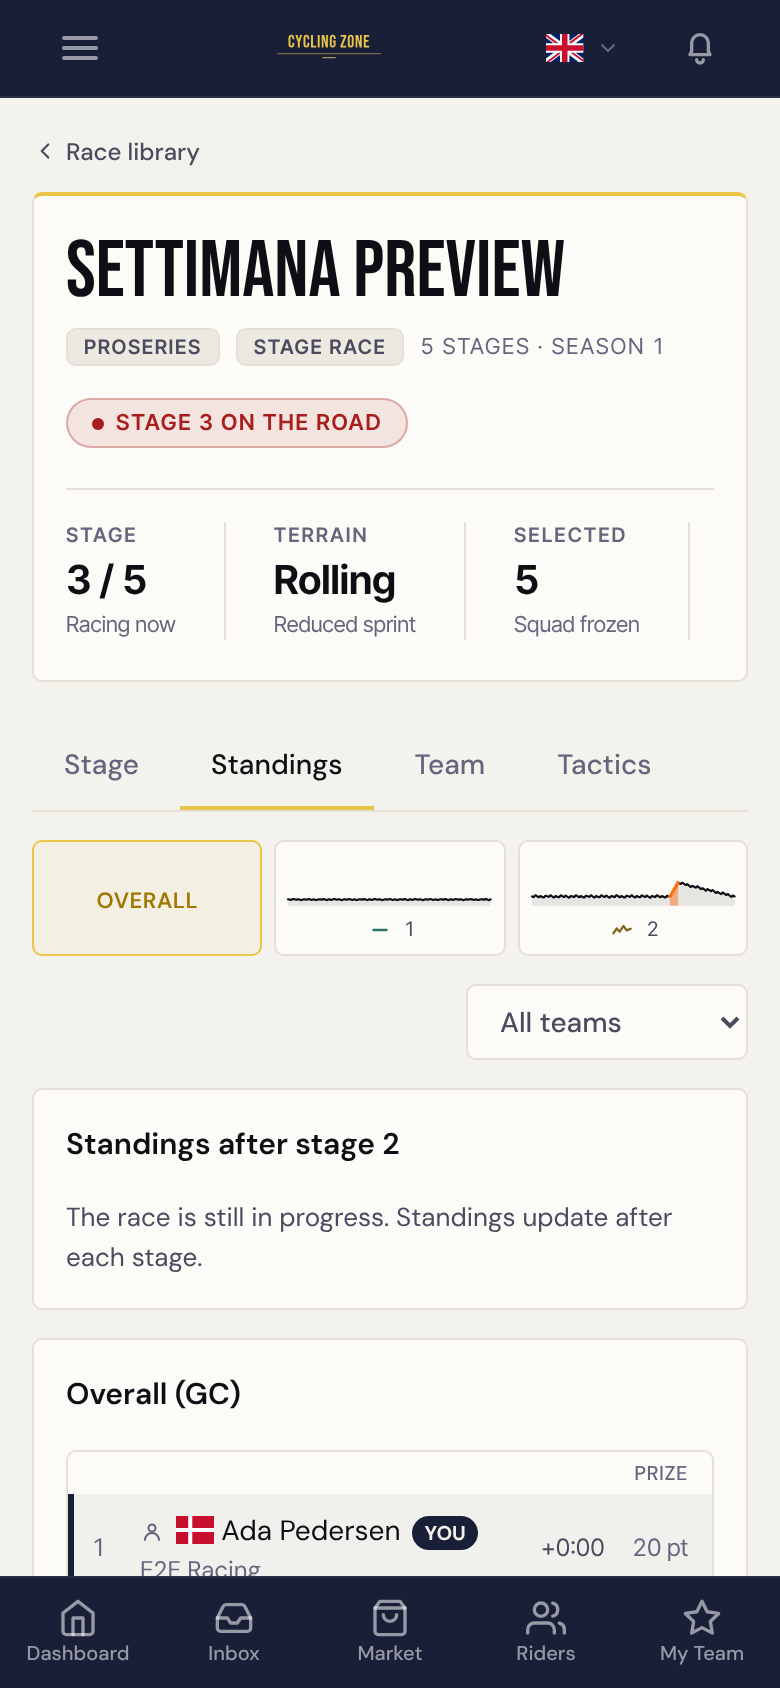 CYCLING ZONE
Race library
SETTIMANA PREVIEW
PROSERIES STAGE RACE 5 STAGES · SEASON 1
STAGE 3 ON THE ROAD
STAGE TERRAIN SELECTED
3 / 5 Rolling 5
Racing now Reduced sprint Squad frozen
Stage Standings Team Tactics
OVERALL 1 2
All teams
Standings after stage 2
The race is still in progress. Standings update after
each stage.
Overall (GC)
PRIZE
1 Ada Pedersen YOU +0:00 20 pt
E2E Racing
Dashboard Inbox Market Riders My Team